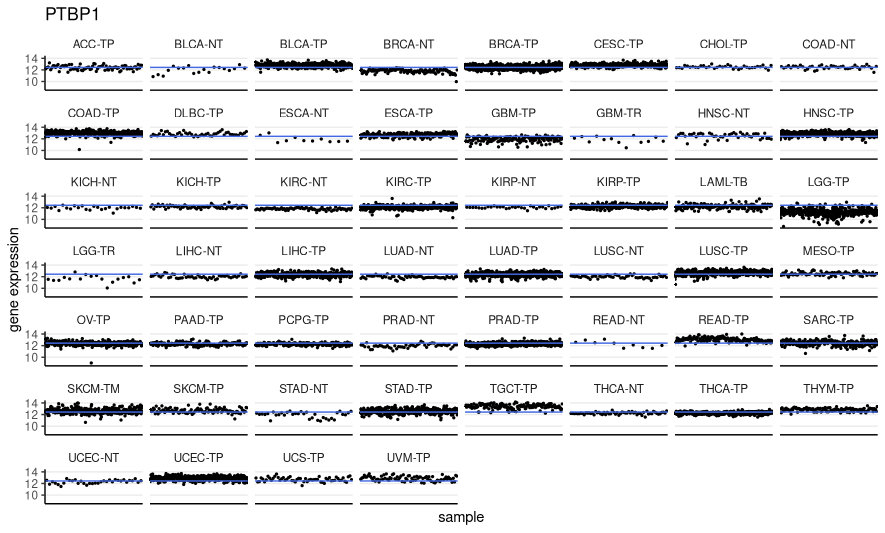 PTBP1
ACC-TP BLCA-NT BLCA-TP BRCA-NT BRCA-TP CESC-TP CHOL-TP COAD-NT
14
12
10
COAD-TP DLBC-TP ESCA-NT ESCA-TP GBM-TP GBM-TR HNSC-NT HNSC-TP
14
12
10
KICH-NT KICH-TP KIRC-NT KIRC-TP KIRP-NT KIRP-TP LAML-TB LGG-TP
14
12
10
LGG-TR LIHC-NT LIHC-TP LUAD-NT LUAD-TP LUSC-NT LUSC-TP MESO-TP
14
12
10
OV-TP PAAD-TP PCPG-TP PRAD-NT PRAD-TP READ-NT READ-TP SARC-TP
14
12
10
SKCM-TM SKCM-TP STAD-NT STAD-TP TGCT-TP THCA-NT THCA-TP THYM-TP
14
12
10
UCEC-NT UCEC-TP UCS-TP UVM-TP
14
12
10
gene expression
sample